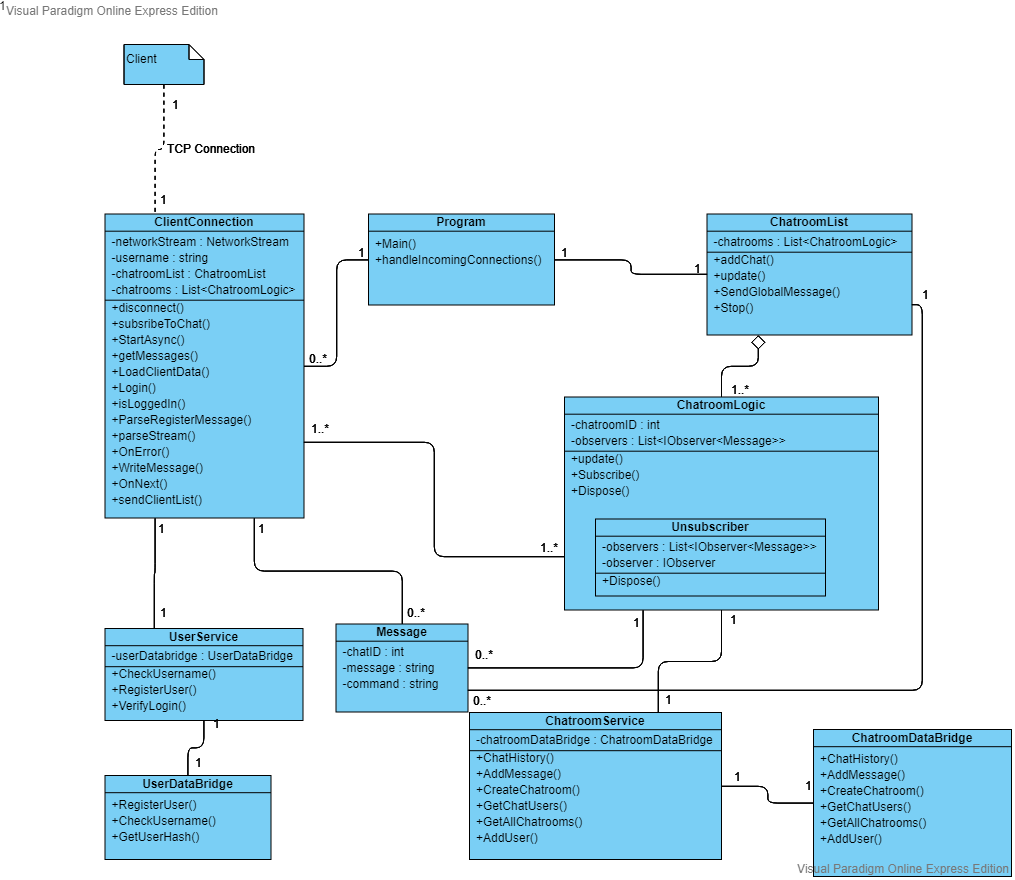 1
Visual Paradigm Online Express Edition
Client
1
TCP Connection
1
ClientConnection
-networkStream : NetworkStream
-username : string
-chatroomList : ChatroomList
-chatrooms : List<ChatroomLogic>
+disconnect()
+subsribeToChat()
+StartAsync()
+getMessages()
+LoadClientData()
+Login()
+isLoggedIn()
+ParseRegisterMessage()
+parseStream()
+OnError()
+WriteMessage()
+OnNext()
+sendClientList()
1
0..*
Program
+Main()
+handleIncomingConnections()
1
1
ChatroomList
-chatrooms : List<ChatroomLogic>
+addChat()
+update()
+SendGlobalMessage()
+Stop()
1
1..*
ChatroomLogic
-chatroomID : int
-observers : List<IObserver<Message>>
+update()
+Subscribe()
+Dispose()
Unsubscriber
-observers : List<IObserver<Message>>
-observer : IObserver
+Dispose()
1..*
1..*
1
1
1
1
UserService
-userDatabridge : UserDataBridge
+CheckUsername()
+RegisterUser()
+VerifyLogin()
1
1
UserDataBridge
+RegisterUser()
+CheckUsername()
+GetUserHash()
0..*
Message
-chatID : int
-message : string
-command : string
0..*
0..*
1
1
ChatroomService
-chatroomDataBridge : ChatroomDataBridge
+ChatHistory()
+AddMessage()
+CreateChatroom()
+GetChatUsers()
+GetAllChatrooms()
+AddUser()
1
1
ChatroomDataBridge
+ChatHistory()
+AddMessage()
+CreateChatroom()
+GetChatUsers()
+GetAllChatrooms()
+AddUser()
Visual Paradigm Online Express Edition